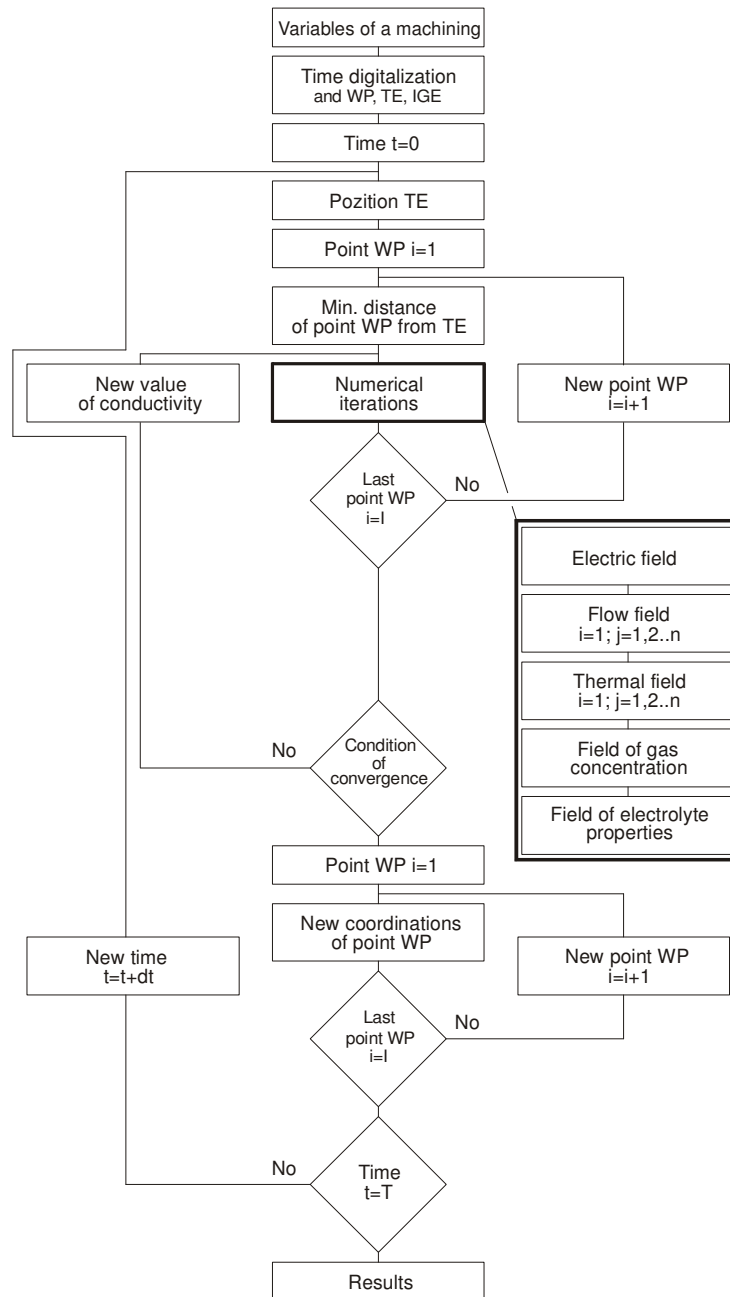 Variables of a machining
Time digitalization
and WP, TE, IGE
Time t=0
Pozition TE
Point WP i=1
Min. distance
of point WP from TE
New value
of conductivity
Numerical
iterations
New point WP
i=i+1
Last
point WP
i=I
No
Electric field
Flow field
i=1; j=1,2..n
Thermal field
i=1; j=1,2..n
Field of gas
concentration
Field of electrolyte
properties
No
Condition
of
convergence
Point WP i=1
New coordinations
of point WP
New time
t=t+dt
New point WP
i=i+1
Last
point WP
i=I
No
No
Time
t=T
Results